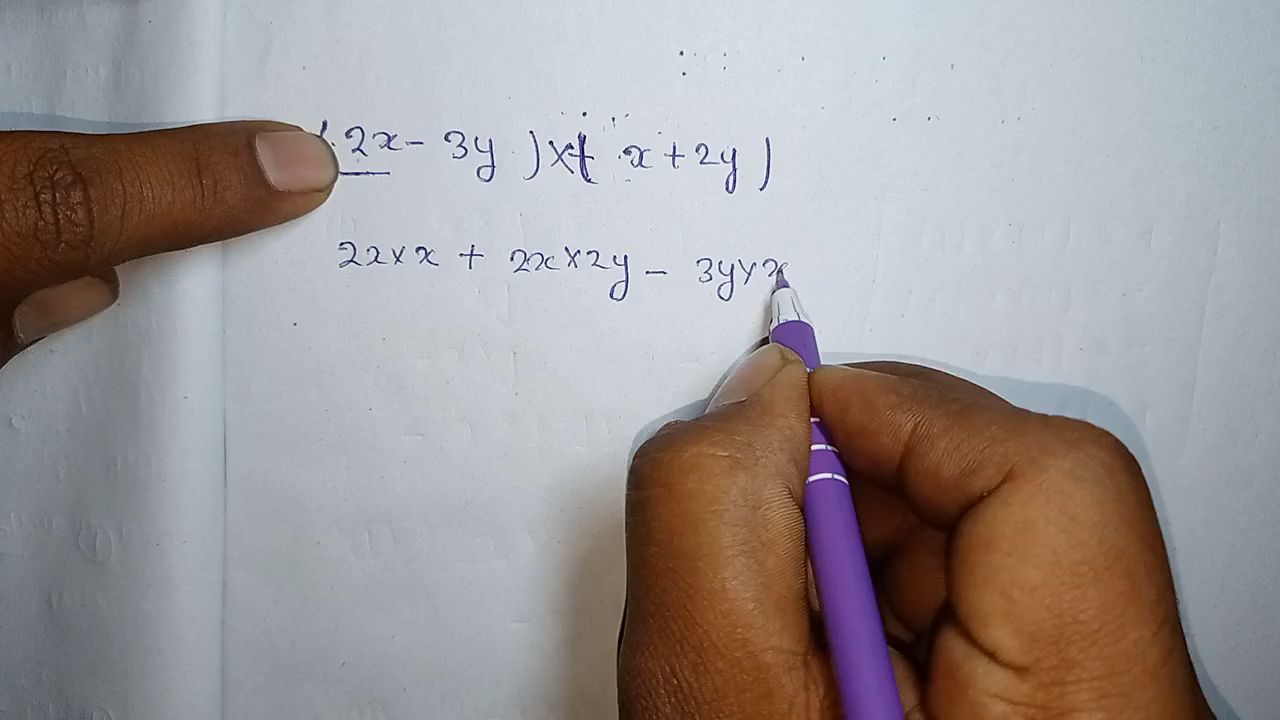 (2x - 3y) x ( x + 2y )
2x x x + 2x x 2y - 3y x x